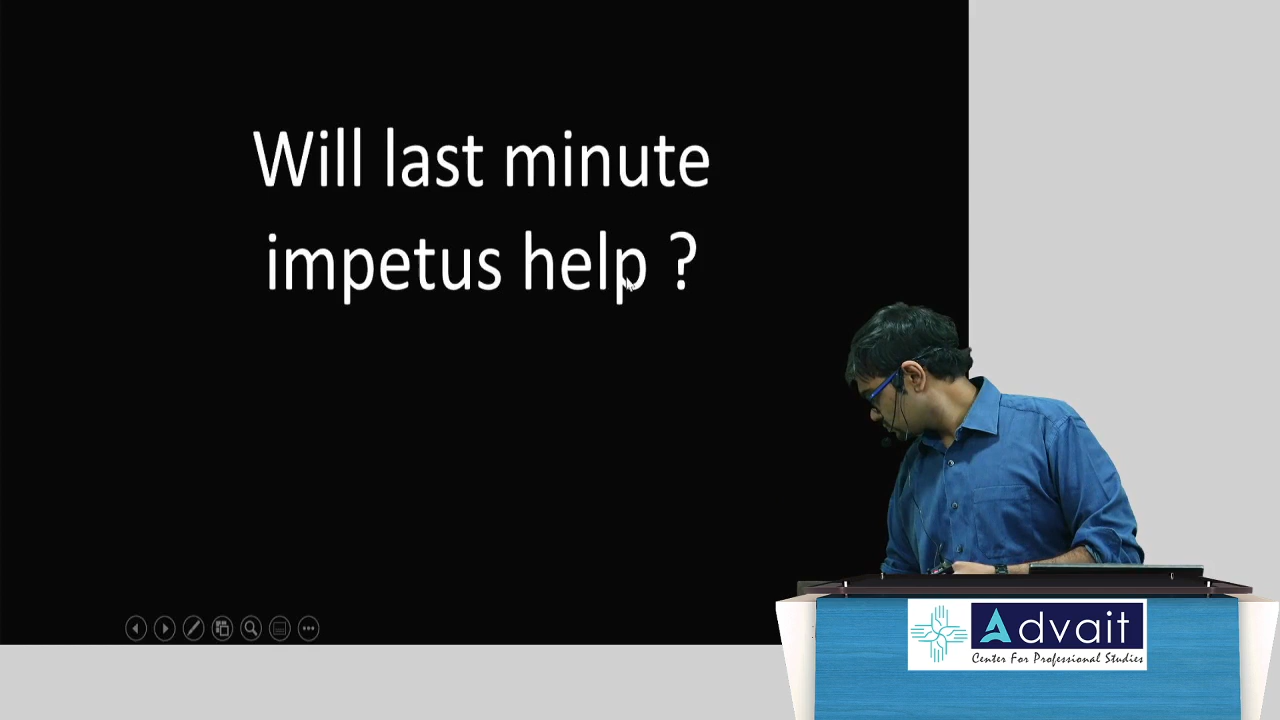 Will last minute
impetus help ?
Advait
Center For Professional Studies